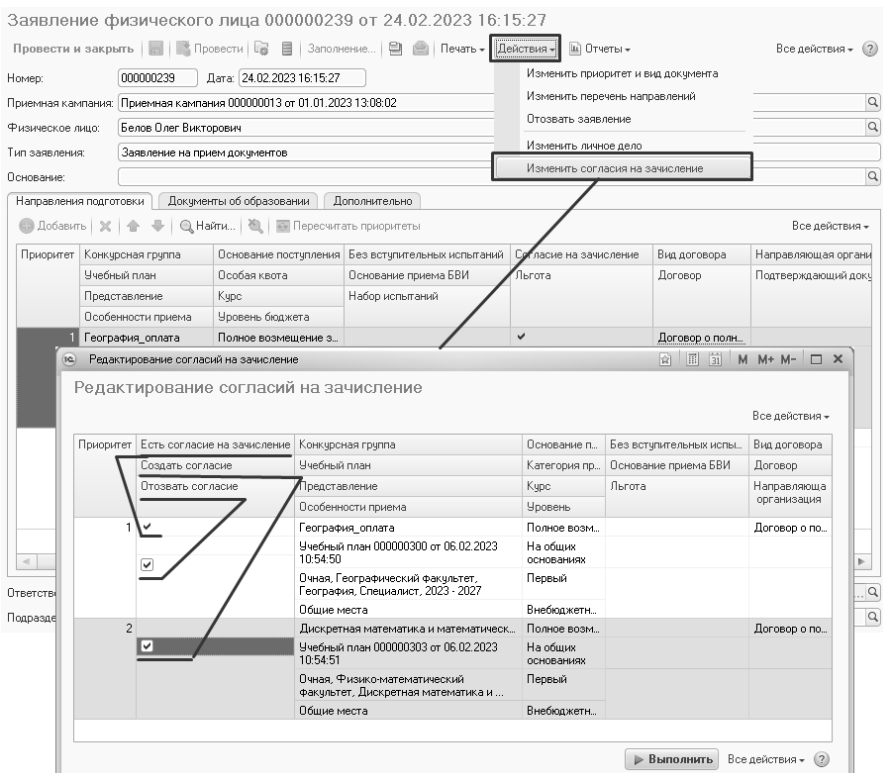 Заявление физического лица 000000239 от 24.02.2023 16:15:27
Провести и закрыть Провести Заполнение... Печать Действия Отчеты Все действия
Номер: 000000239 Дата: 24.02.2023 16:15:27
Изменить приоритет и вид документа
Изменить перечень направлений
Отозвать заявление
Изменить личное дело
Изменить согласия на зачисление
Приемная кампания: Приемная кампания 000000013 от 01.01.2023 13:08:02
Физическое лицо: Белов Олег Викторович
Тип заявления: Заявление на прием документов
Основание:
Направления подготовки Документы об образовании Дополнительно
Добавить Найти... Пересчитать приоритеты Все действия
Приоритет Конкурсная группа Основание поступления Без вступительных испытаний Согласие на зачисление Вид договора Направляющая органи
Учебный план Особая квота Основание приема БВИ Льгота Договор Подтверждающий доку
Представление Курс Набор испытаний
Особенности приема Уровень бюджета
1 География_оплата Полное возмещение з... Договор о полн...
Редактирование согласий на зачисление M M+ M-
Редактирование согласий на зачисление
Все действия
Приоритет Есть согласие на зачисление Конкурсная группа Основание п... Без вступительных испы... Вид договора
Создать согласие Учебный план Категория пр... Основание приема БВИ Договор
Отозвать согласие Представление Курс Льгота Направляюща
организация
Особенности приема Уровень
1 География_оплата Полное возм... Договор о по...
Учебный план 000000300 от 06.02.2023 На общих
10:54:50 основаниях
Очная, Географический факультет, Первый
География, Специалист, 2023 - 2027
Общие места Внебюджетн...
2 Дискретная математика и математическ... Полное возм... Договор о по...
Учебный план 000000303 от 06.02.2023 На общих
10:54:51 основаниях
Очная, Физико-математический Первый
факультет, Дискретная математика и ...
Общие места Внебюджетн...
Ответстве
Подразде
Выполнить Все действия